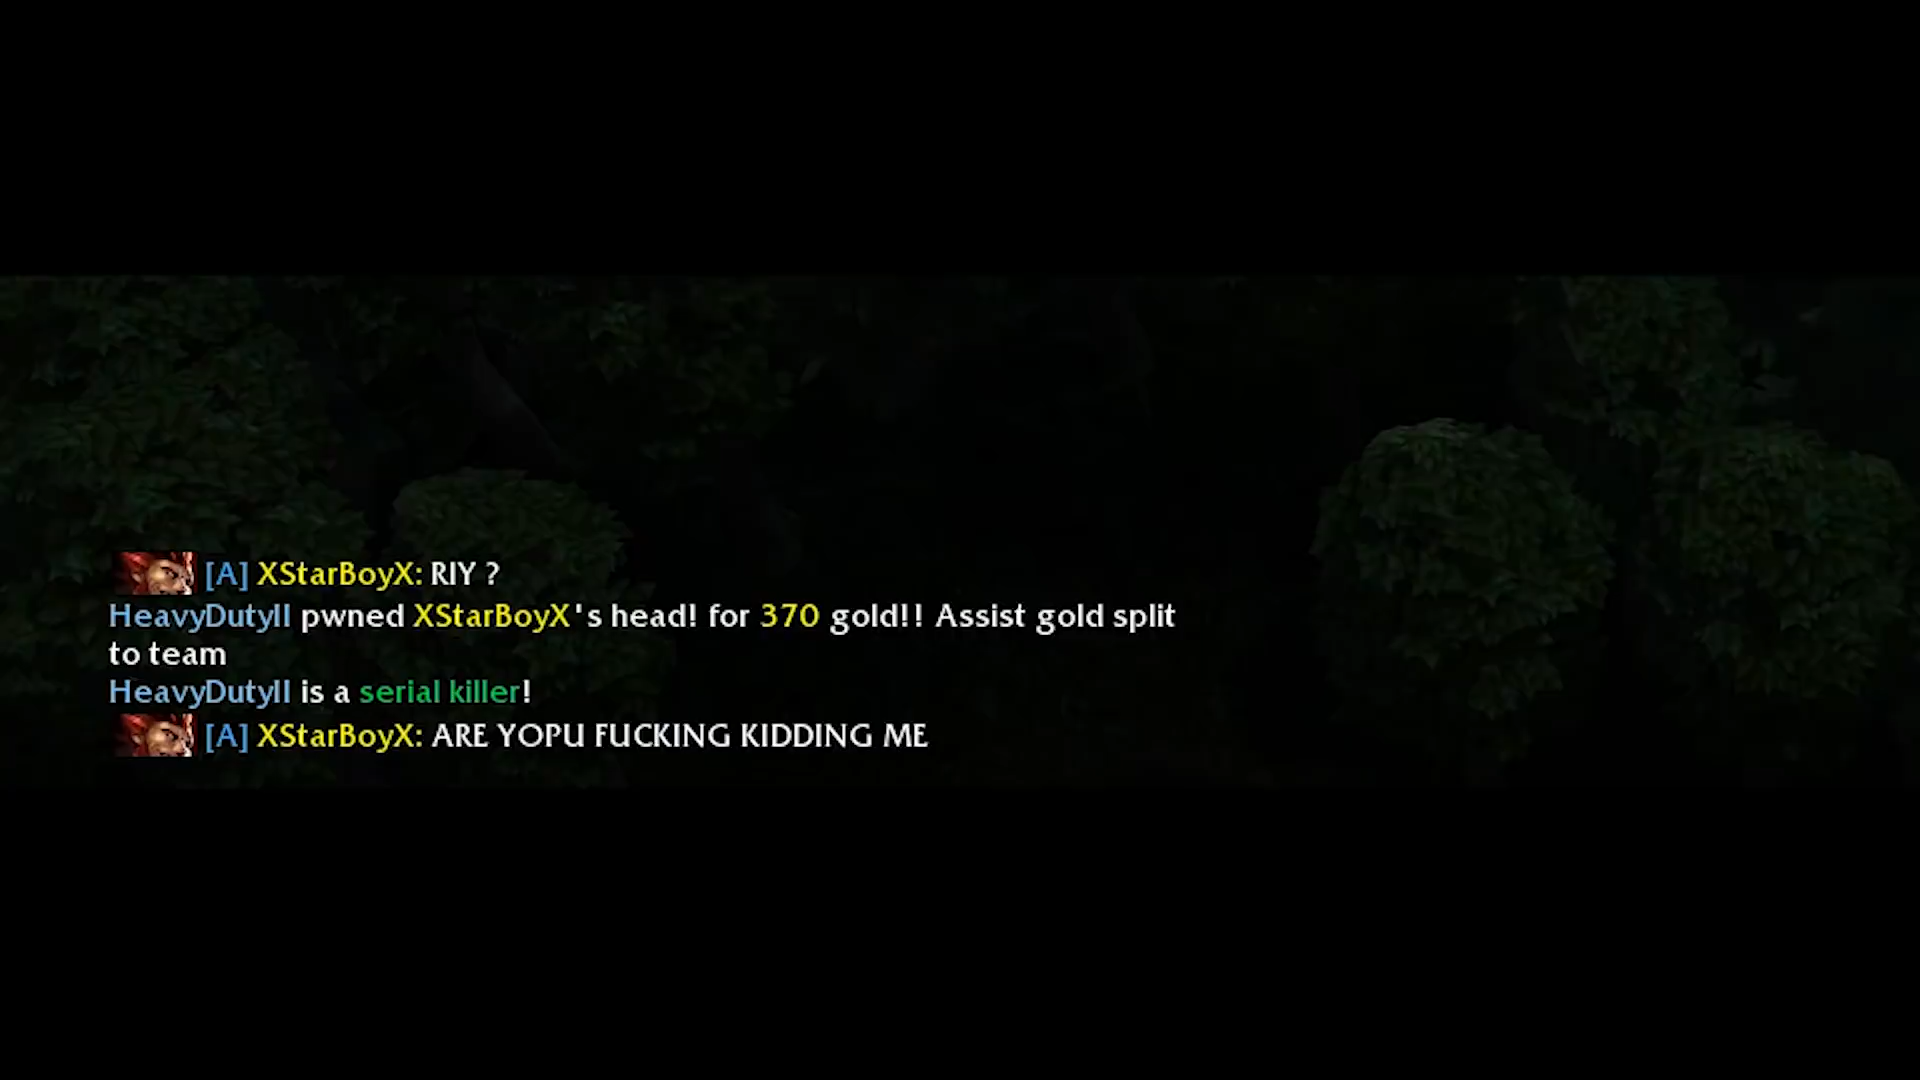 [A] XStarBoyX: RIY ?
HeavyDutyII pwned XStarBoyX's head! for 370 gold!! Assist gold split
to team
HeavyDutyII is a serial killer!
[A] XStarBoyX: ARE YOPU FUCKING KIDDING ME